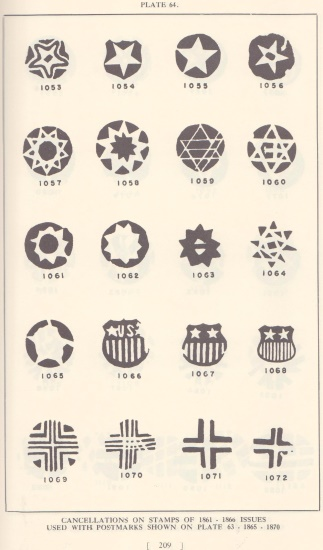 PLATE 64.
1053 1054 1055 1056
1057 1058 1059 1060
1061 1062 1063 1064
US
1065 1066 1067 1068
1069 1070 1071 1072
CANCELLATIONS ON STAMPS OF 1861 - 1866 ISSUES
USED WITH POSTMARKS SHOWN ON PLATE 63 - 1865 - 1870
[ 209 ]